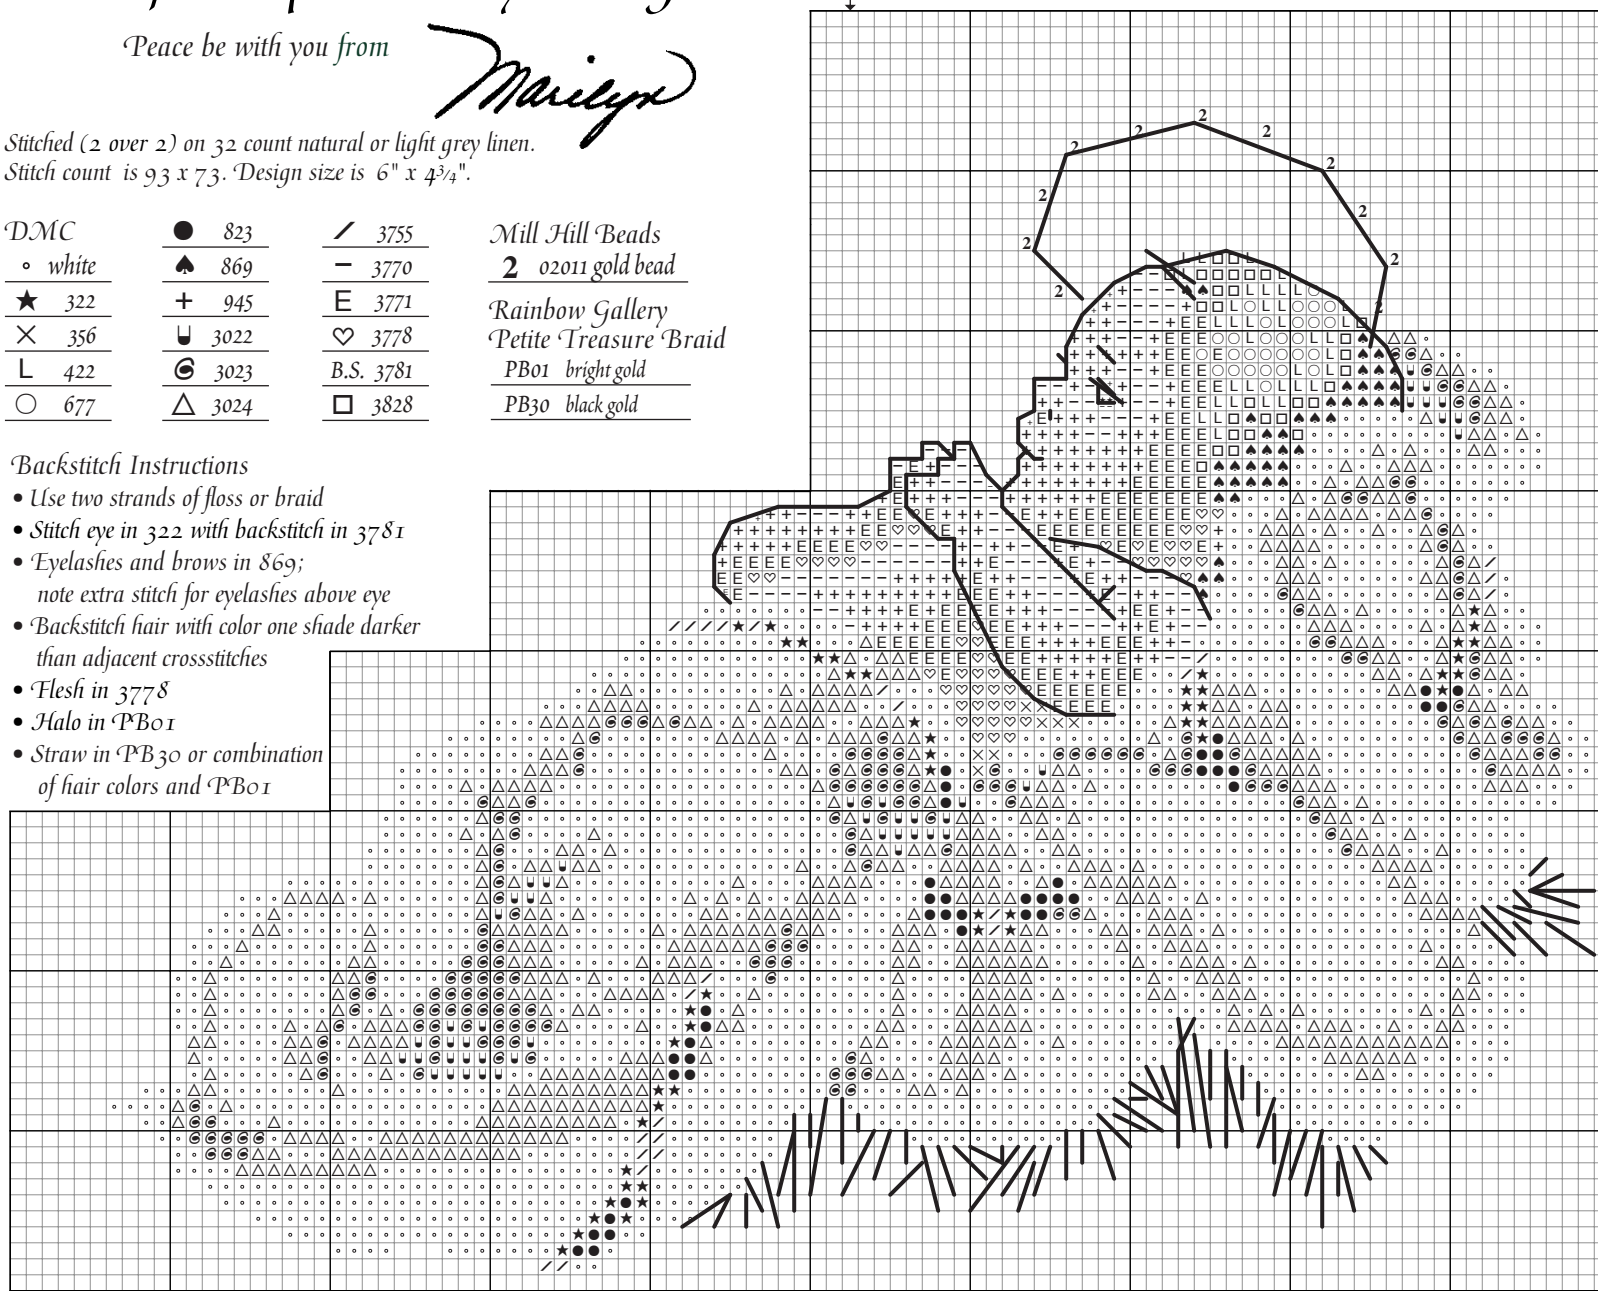 Peace be with you from
Marilyn
Stitched (2 over 2) on 32 count natural or light grey linen.
Stitch count is 93 x 73. Design size is 6" x 4¾".
DMC
white
322
356
L 422
677
823
869
+ 945
3022
3023
3024
3755
3770
E 3771
3778
B.S. 3781
3828
Mill Hill Beads
2 02011 gold bead
Rainbow Gallery
Petite Treasure Braid
PB01 bright gold
PB30 black gold
Backstitch Instructions
• Use two strands of floss or braid
• Stitch eye in 322 with backstitch in 3781
• Eyelashes and brows in 869;
note extra stitch for eyelashes above eye
• Backstitch hair with color one shade darker
than adjacent crossstitches
• Flesh in 3778
• Halo in PB01
• Straw in PB30 or combination
of hair colors and PB01